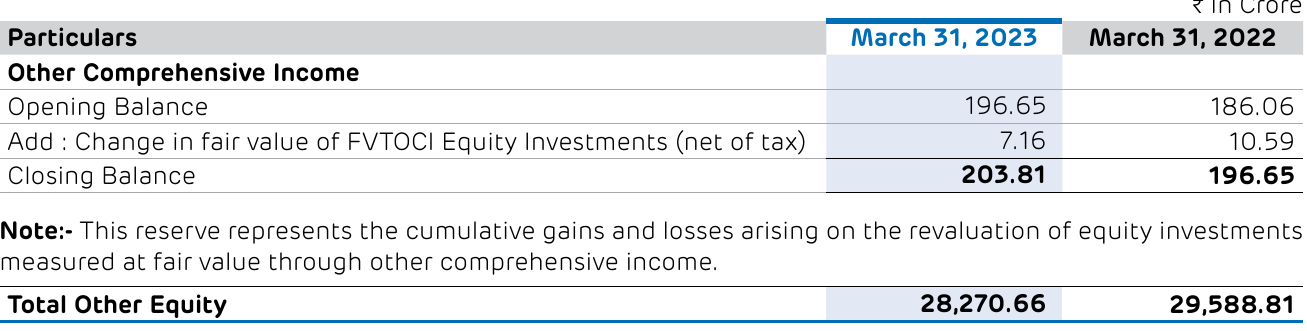 ₹ in Crore
Particulars March 31, 2023 March 31, 2022
Other Comprehensive Income
Opening Balance 196.65 186.06
Add : Change in fair value of FVTOCI Equity Investments (net of tax) 7.16 10.59
Closing Balance 203.81 196.65
Note:- This reserve represents the cumulative gains and losses arising on the revaluation of equity investments
measured at fair value through other comprehensive income.
Total Other Equity 28,270.66 29,588.81